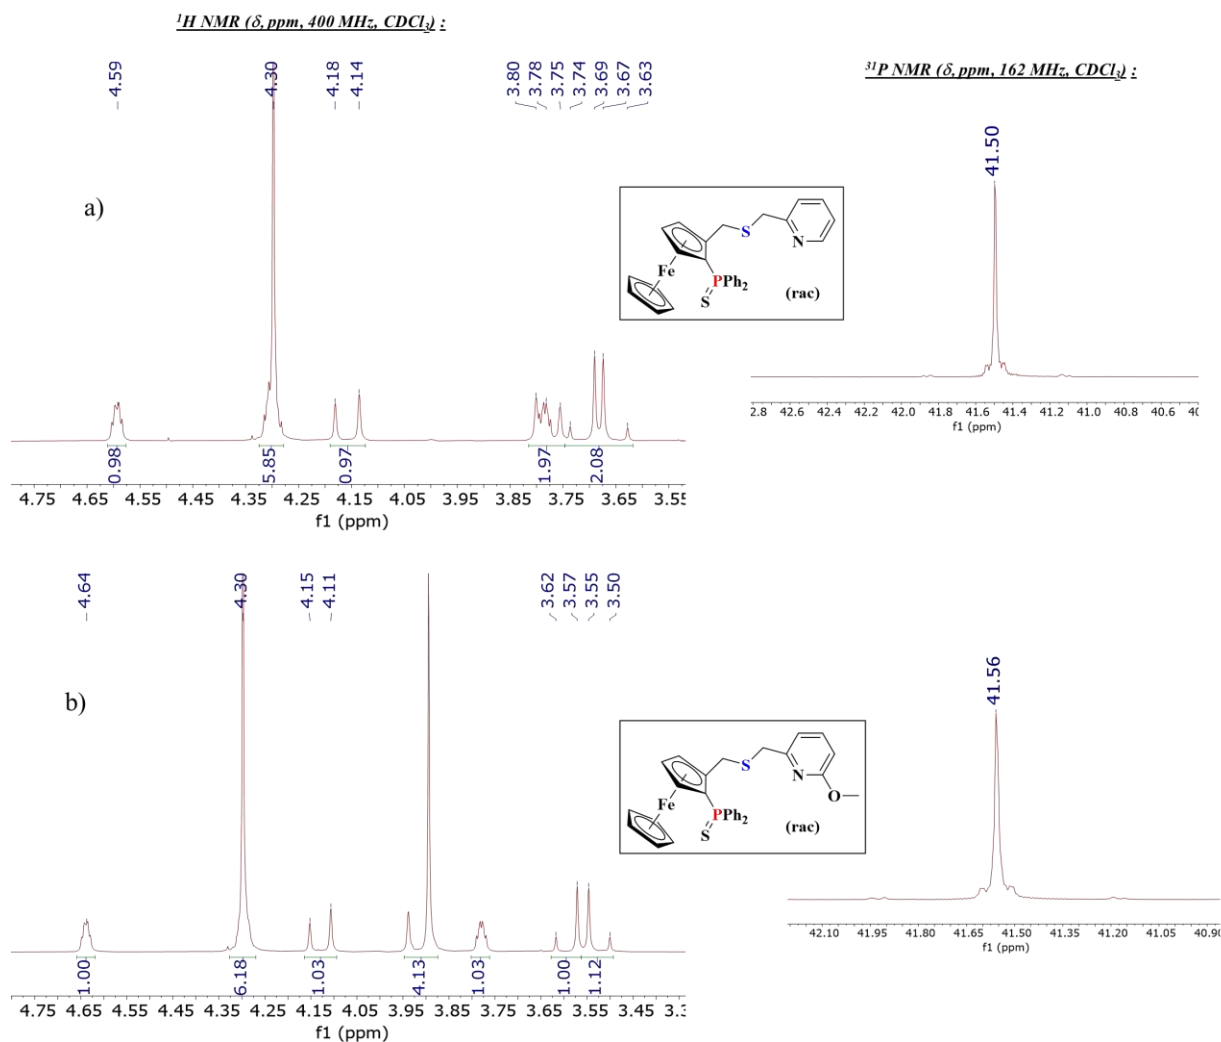 ¹H NMR (δ, ppm, 400 MHz, CDCl₃) :
³¹P NMR (δ, ppm, 162 MHz, CDCl₃) :
a)
4.59
4.30
4.18
4.14
3.80
3.78
3.75
3.74
3.69
3.67
3.63
0.98
5.85
0.97
1.97
2.08
4.75 4.65 4.55 4.45 4.35 4.25 4.15 4.05 3.95 3.85 3.75 3.65 3.55
f1 (ppm)
S
N
Fe
PPh₂
S
(rac)
41.50
2.8 42.6 42.4 42.2 42.0 41.8 41.6 41.4 41.2 41.0 40.8 40.6 40
f1 (ppm)
b)
4.64
4.30
4.15
4.11
3.62
3.57
3.55
3.50
1.00
6.18
1.03
4.13
1.03
1.00
1.12
4.75 4.65 4.55 4.45 4.35 4.25 4.15 4.05 3.95 3.85 3.75 3.65 3.55 3.45
f1 (ppm)
S
N
O
Fe
PPh₂
S
(rac)
41.56
42.10 41.95 41.80 41.65 41.50 41.35 41.20 41.05 40.90
f1 (ppm)